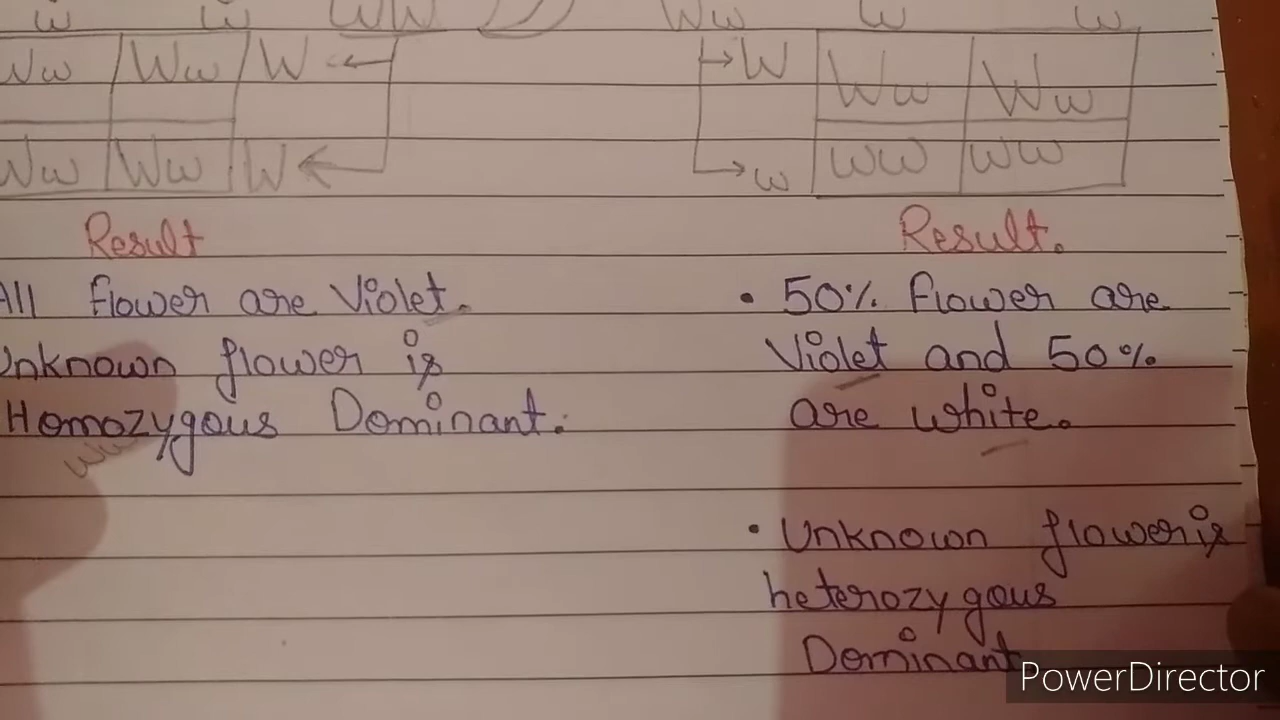 w w WW Ww w w
Ww Ww W W Ww Ww
Ww Ww W w ww ww
Result Result.
All flower are Violet. • 50% flower are
Unknown flower is Violet and 50%
Homozygous Dominant. are white.
• Unknown flower is
heterozygous
Dominant
PowerDirector